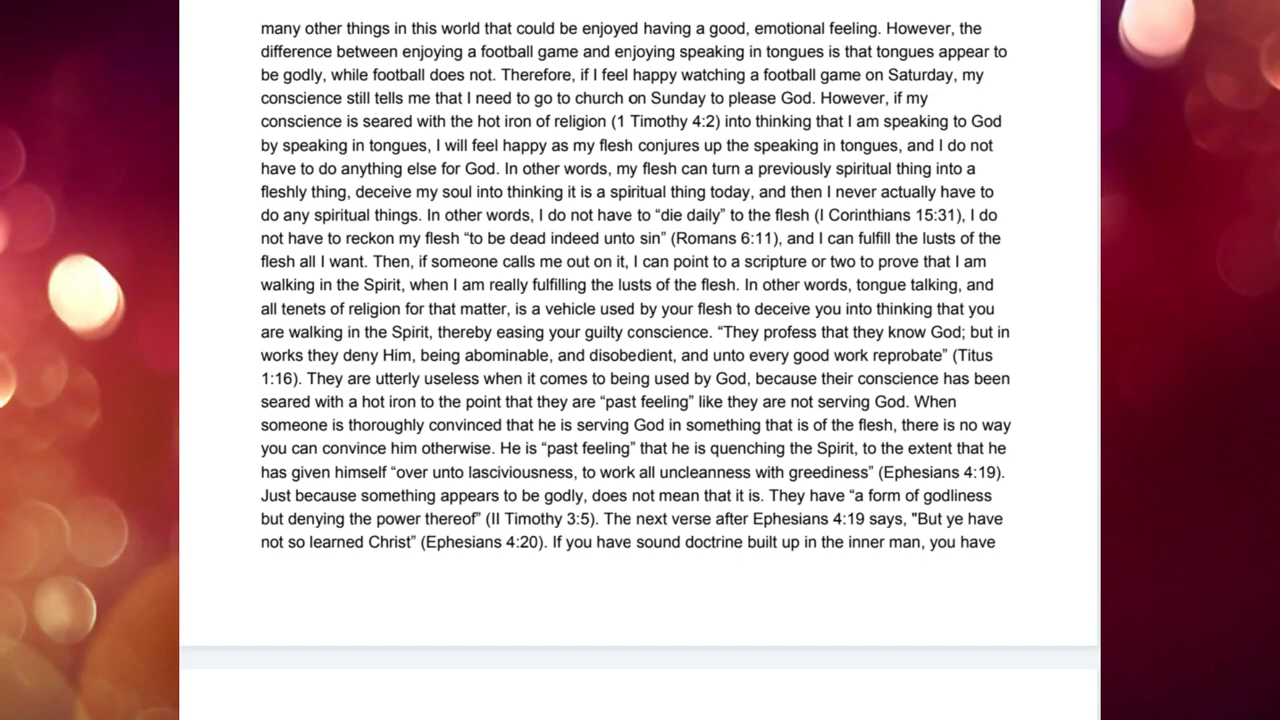 many other things in this world that could be enjoyed having a good, emotional feeling. However, the
difference between enjoying a football game and enjoying speaking in tongues is that tongues appear to
be godly, while football does not. Therefore, if I feel happy watching a football game on Saturday, my
conscience still tells me that I need to go to church on Sunday to please God. However, if my
conscience is seared with the hot iron of religion (1 Timothy 4:2) into thinking that I am speaking to God
by speaking in tongues, I will feel happy as my flesh conjures up the speaking in tongues, and I do not
have to do anything else for God. In other words, my flesh can turn a previously spiritual thing into a
fleshly thing, deceive my soul into thinking it is a spiritual thing today, and then I never actually have to
do any spiritual things. In other words, I do not have to “die daily” to the flesh (I Corinthians 15:31), I do
not have to reckon my flesh “to be dead indeed unto sin” (Romans 6:11), and I can fulfill the lusts of the
flesh all I want. Then, if someone calls me out on it, I can point to a scripture or two to prove that I am
walking in the Spirit, when I am really fulfilling the lusts of the flesh. In other words, tongue talking, and
all tenets of religion for that matter, is a vehicle used by your flesh to deceive you into thinking that you
are walking in the Spirit, thereby easing your guilty conscience. “They profess that they know God; but in
works they deny Him, being abominable, and disobedient, and unto every good work reprobate” (Titus
1:16). They are utterly useless when it comes to being used by God, because their conscience has been
seared with a hot iron to the point that they are “past feeling” like they are not serving God. When
someone is thoroughly convinced that he is serving God in something that is of the flesh, there is no way
you can convince him otherwise. He is “past feeling” that he is quenching the Spirit, to the extent that he
has given himself “over unto lasciviousness, to work all uncleanness with greediness” (Ephesians 4:19).
Just because something appears to be godly, does not mean that it is. They have “a form of godliness
but denying the power thereof” (II Timothy 3:5). The next verse after Ephesians 4:19 says, "But ye have
not so learned Christ” (Ephesians 4:20). If you have sound doctrine built up in the inner man, you have